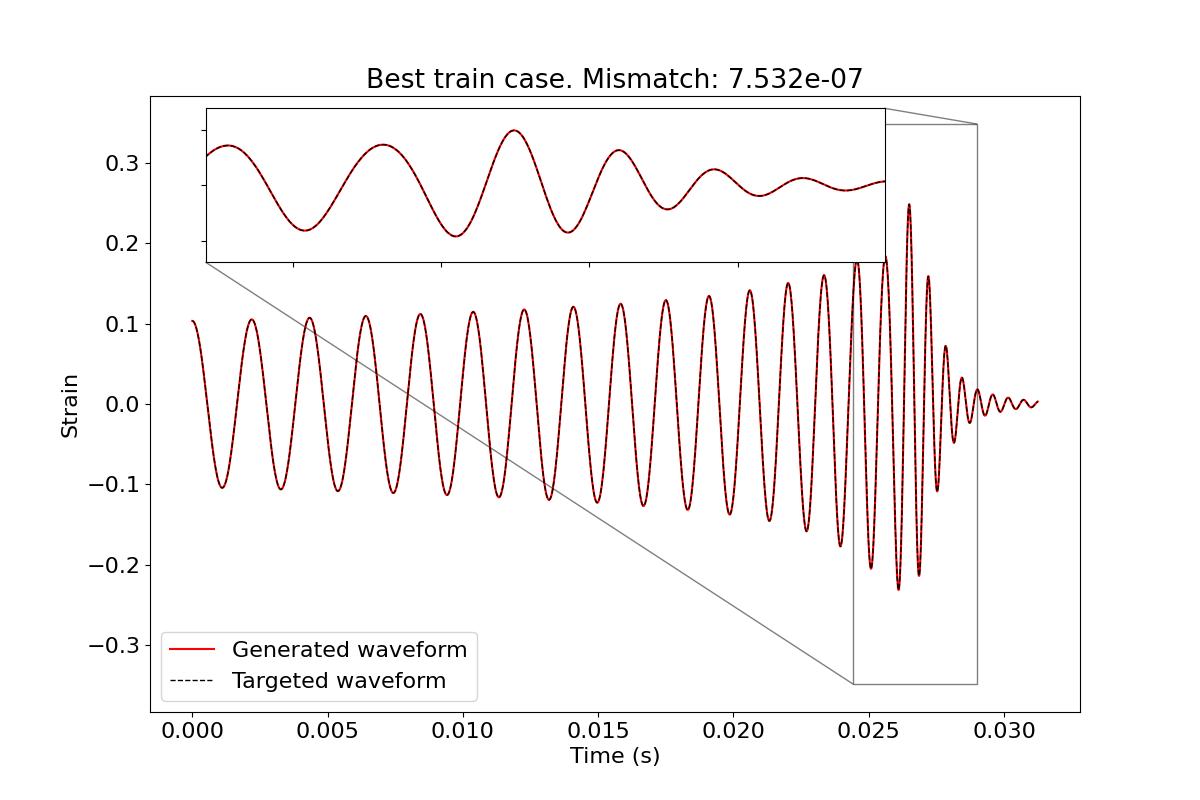 Best train case. Mismatch: 7.532e-07
0.3
0.2
0.1
0.0
−0.1
−0.2
−0.3
Strain
Generated waveform
Targeted waveform
0.000 0.005 0.010 0.015 0.020 0.025 0.030
Time (s)